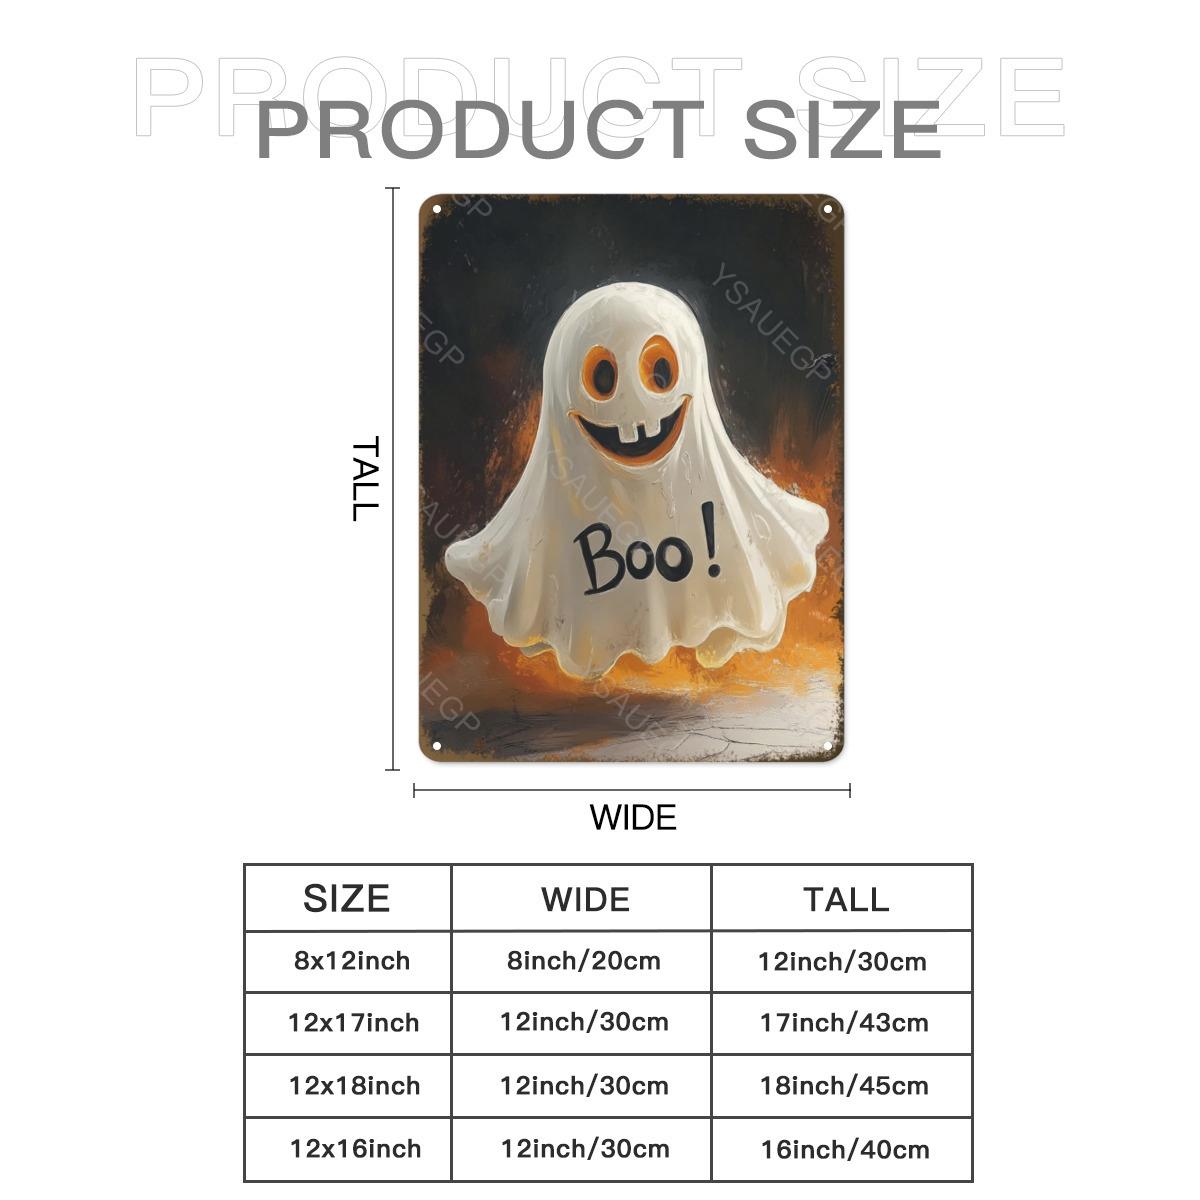 PRODUCT SIZE
PRODUCT SIZE
YSAUEGP
Boo!
TALL
WIDE
SIZE WIDE TALL
8x12inch 8inch/20cm 12inch/30cm
12x17inch 12inch/30cm 17inch/43cm
12x18inch 12inch/30cm 18inch/45cm
12x16inch 12inch/30cm 16inch/40cm